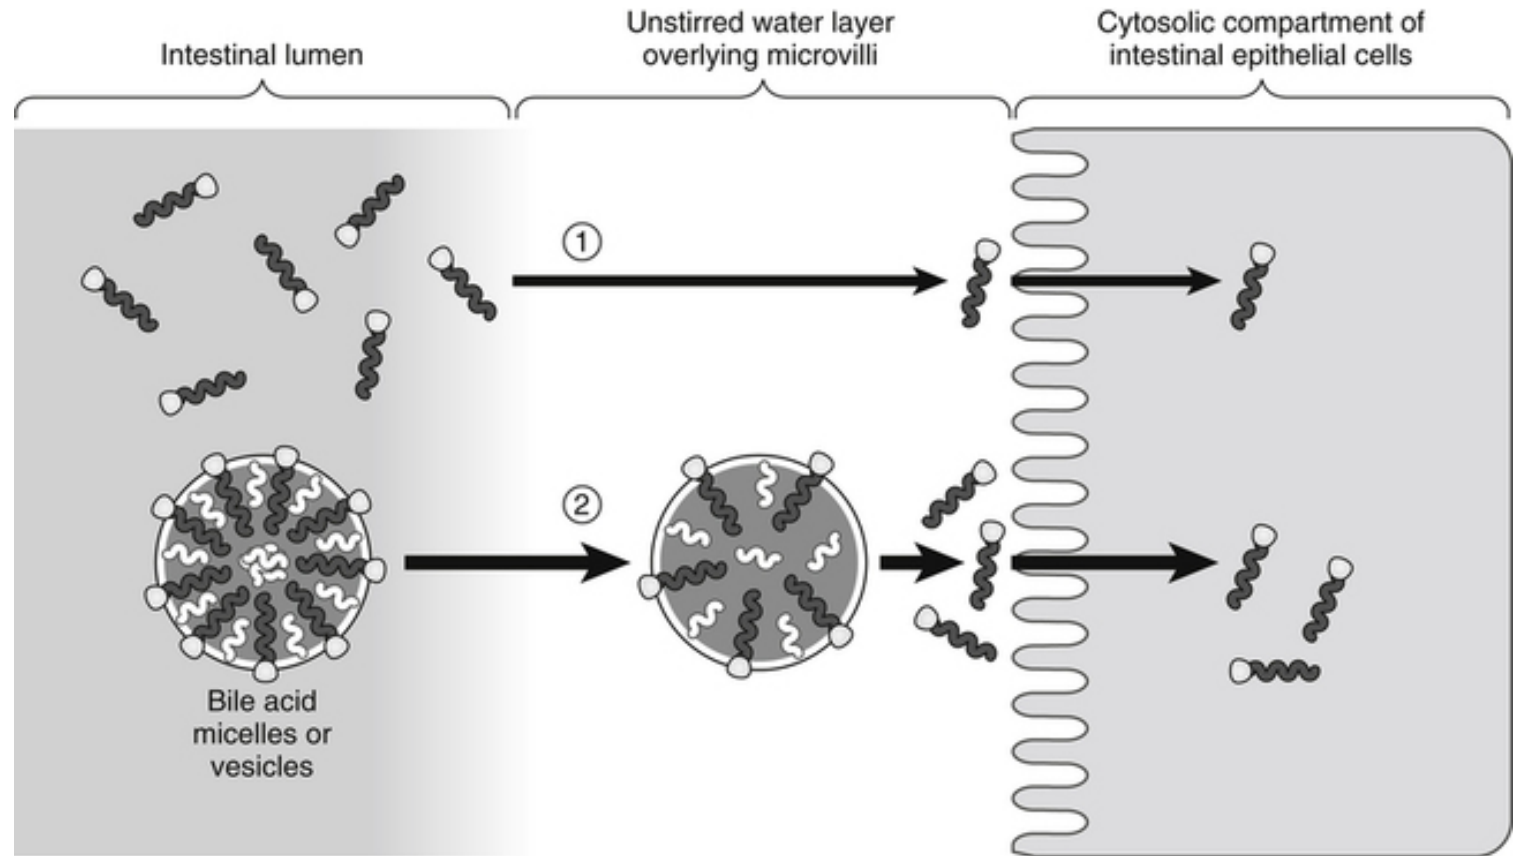 Intestinal lumen
Unstirred water layer
overlying microvilli
Cytosolic compartment of
intestinal epithelial cells
1
2
Bile acid
micelles or
vesicles